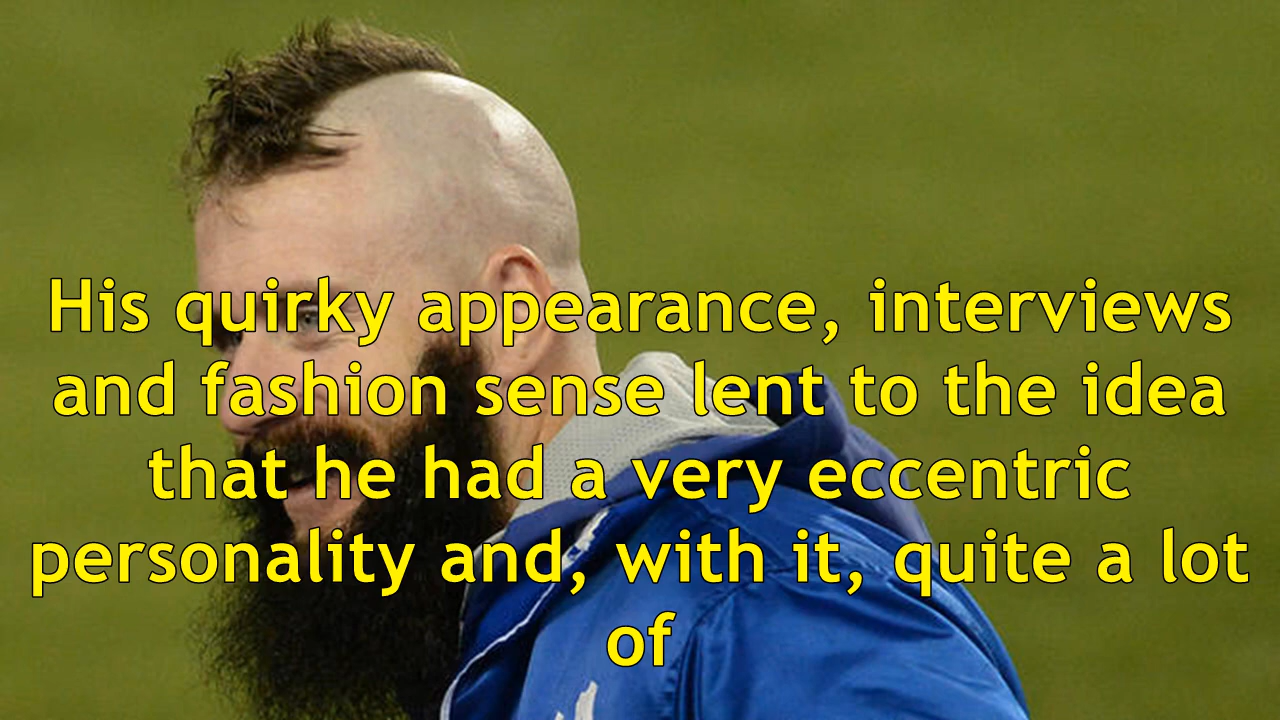 His quirky appearance, interviews
and fashion sense lent to the idea
that he had a very eccentric
personality and, with it, quite a lot
of